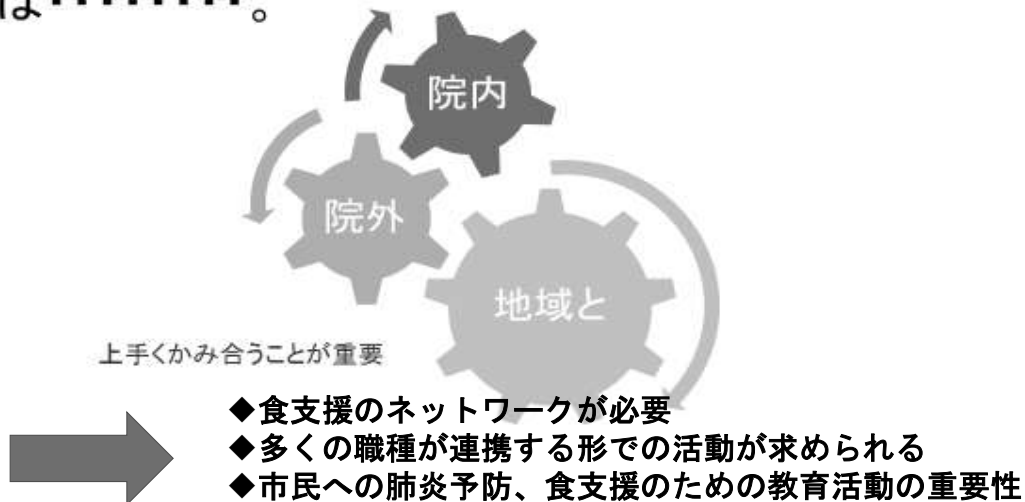 は・・・・・・・・・。
院内
院外
地域と
上手くかみ合うことが重要
◆食支援のネットワークが必要
◆多くの職種が連携する形での活動が求められる
◆市民への肺炎予防、食支援のための教育活動の重要性